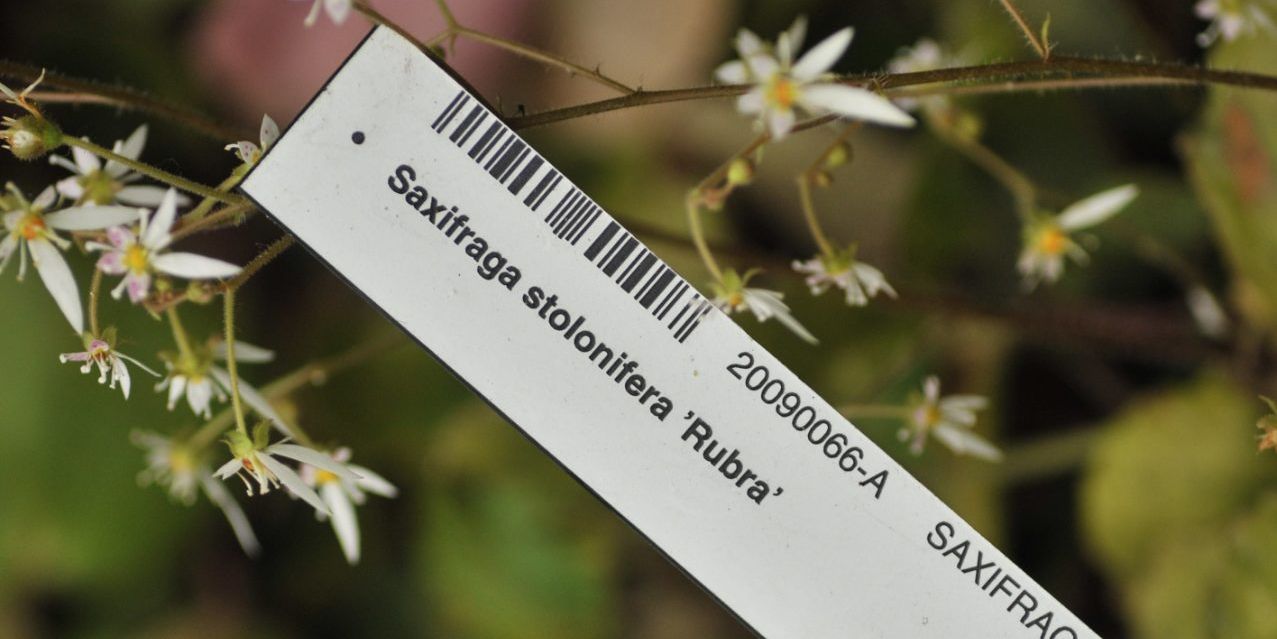 Saxifraga stolonifera ’Rubra’
20090066-A SAXIFRAG